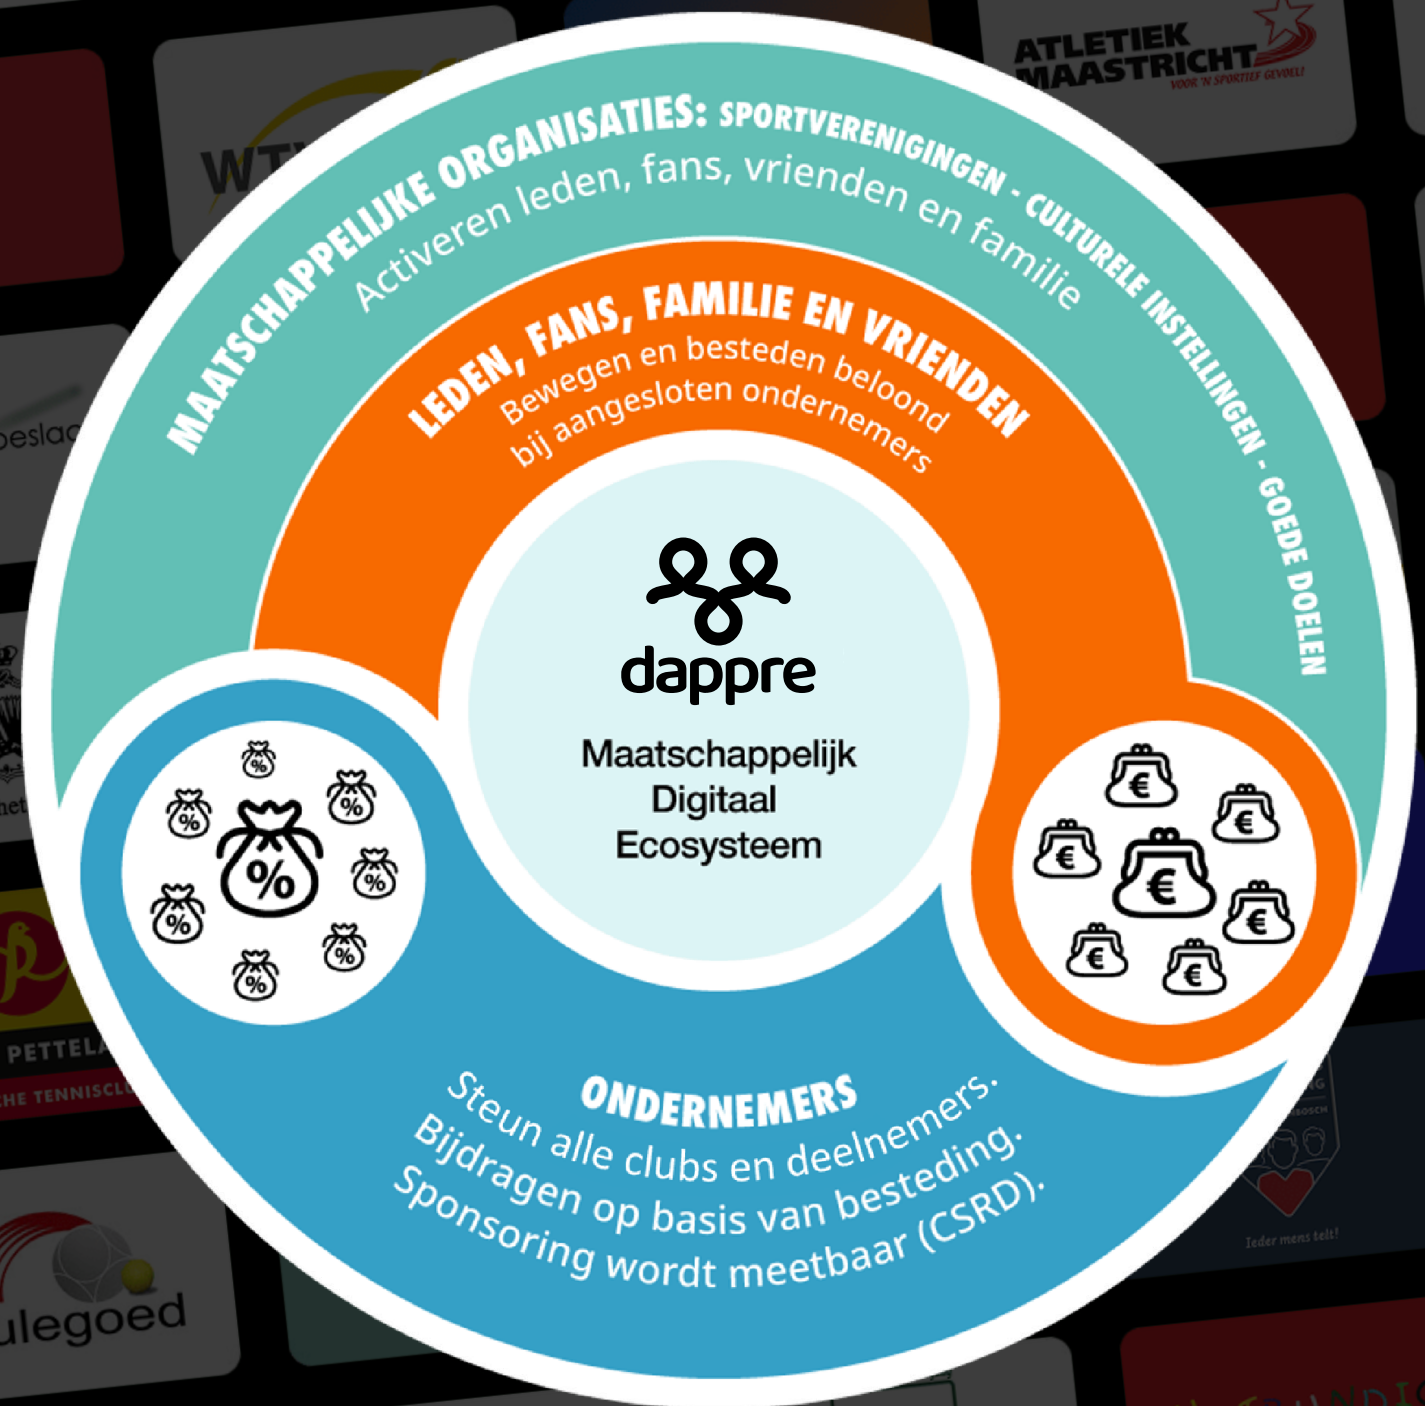 ATLETIEK
MAASTRICHT
VOOR 'N SPORTIEF GEVOEL!
MAATSCHAPPELIJKE ORGANISATIES: SPORTVERENIGINGEN - CULTURELE INSTELLINGEN - GOEDE DOELEN
Activeren leden, fans, vrienden en familie
LEDEN, FANS, FAMILIE EN VRIENDEN
Bewegen en besteden beloond
bij aangesloten ondernemers
dappre
Maatschappelijk
Digitaal
Ecosysteem
%
%
%
%
%
%
%
%
€
€
€
€
€
€
€
ONDERNEMERS
Steun alle clubs en deelnemers.
Bijdragen op basis van besteding.
Sponsoring wordt meetbaar (CSRD).
Ieder mens telt!